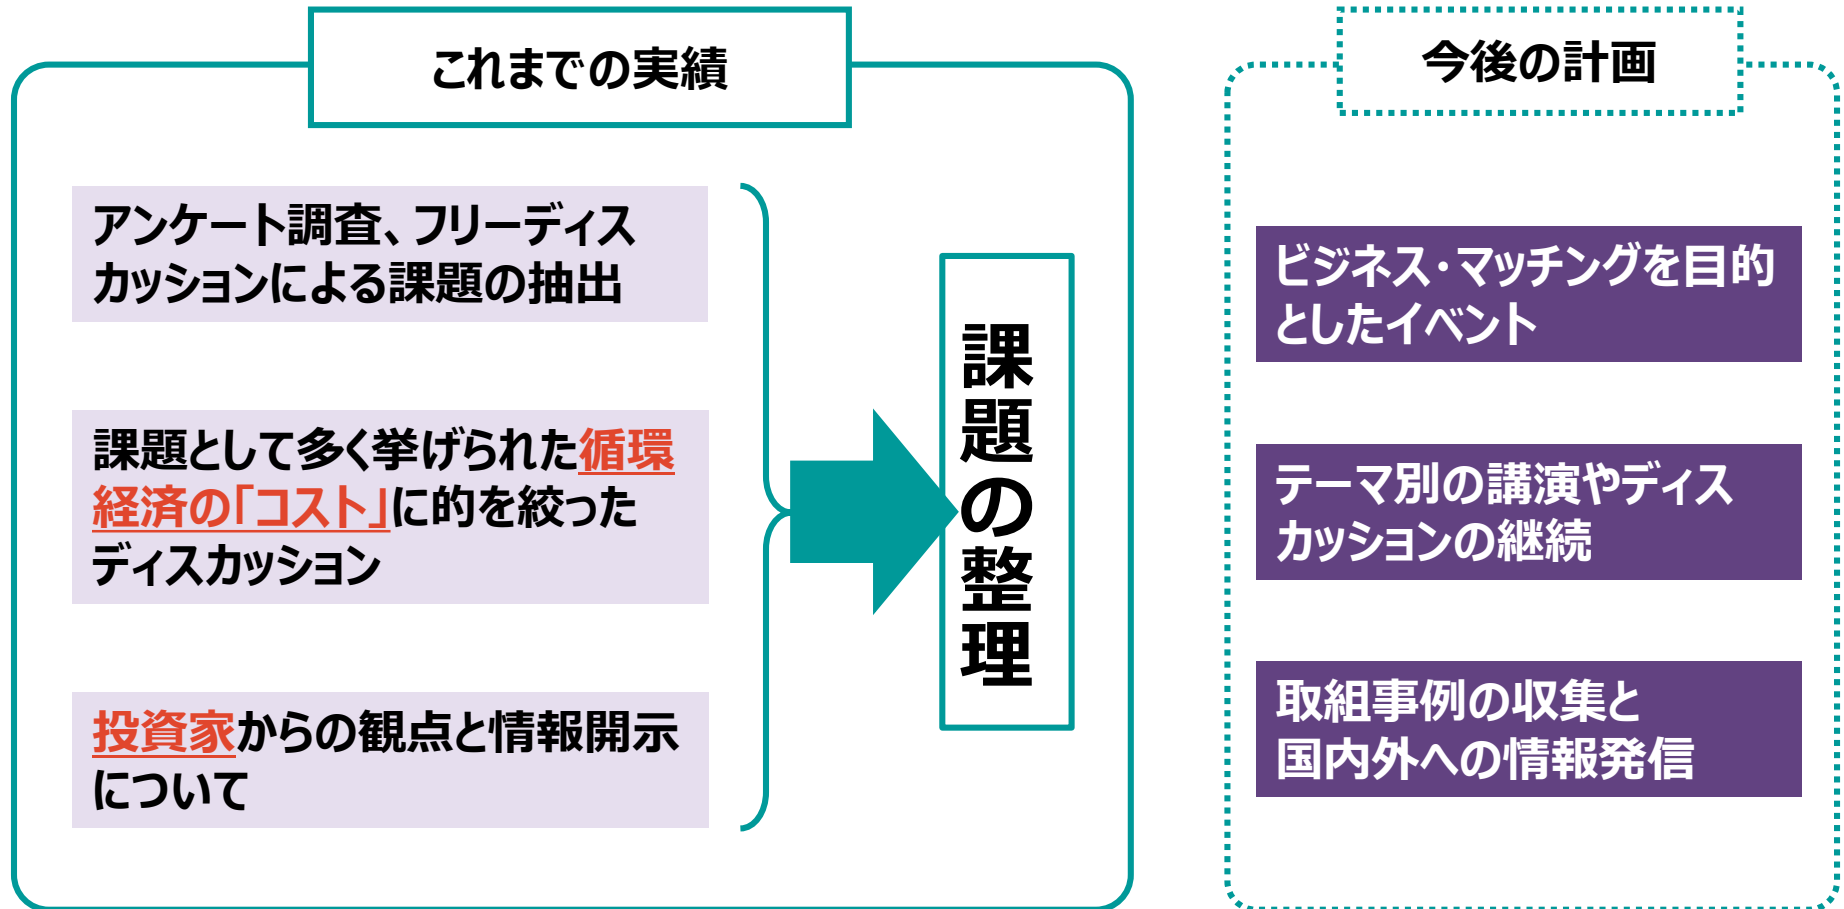 これまでの実績
アンケート調査、フリーディス
カッションによる課題の抽出
課題として多く挙げられた循環
経済の「コスト」に的を絞った
ディスカッション
投資家からの観点と情報開示
について
課題の整理
今後の計画
ビジネス・マッチングを目的
としたイベント
テーマ別の講演やディス
カッションの継続
取組事例の収集と
国内外への情報発信